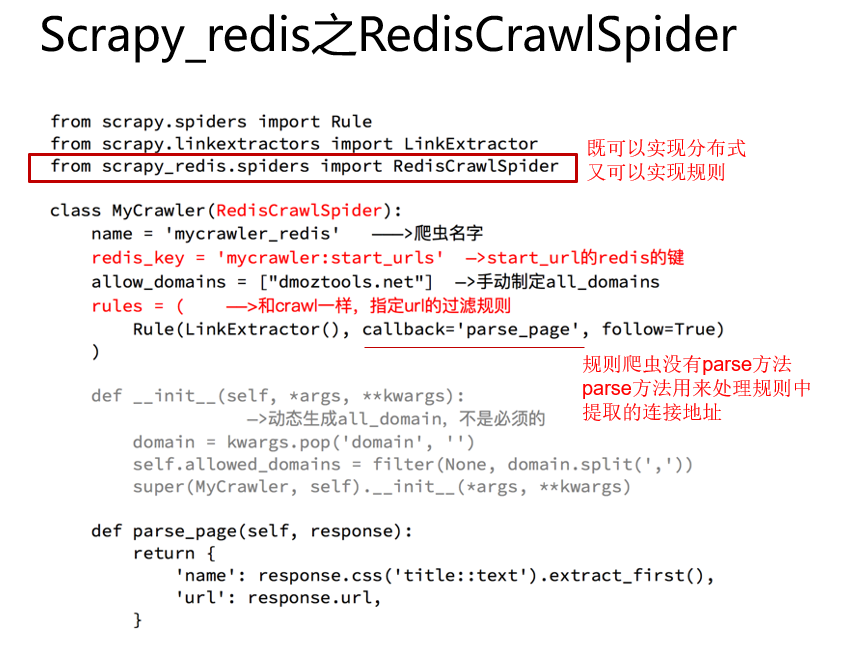 Scrapy_redis之RedisCrawlSpider
from scrapy.spiders import Rule
from scrapy.linkextractors import LinkExtractor
from scrapy_redis.spiders import RedisCrawlSpider
既可以实现分布式
又可以实现规则
class MyCrawler(RedisCrawlSpider):
name = 'mycrawler_redis' ——>爬虫名字
redis_key = 'mycrawler:start_urls' —>start_url的redis的键
allow_domains = ["dmoztools.net"] —>手动制定all_domains
rules = ( ——>和crawl一样，指定url的过滤规则
Rule(LinkExtractor(), callback='parse_page', follow=True)
)
规则爬虫没有parse方法
parse方法用来处理规则中
提取的连接地址
def __init__(self, *args, **kwargs):
—>动态生成all_domain，不是必须的
domain = kwargs.pop('domain', '')
self.allowed_domains = filter(None, domain.split(','))
super(MyCrawler, self).__init__(*args, **kwargs)
def parse_page(self, response):
return {
'name': response.css('title::text').extract_first(),
'url': response.url,
}